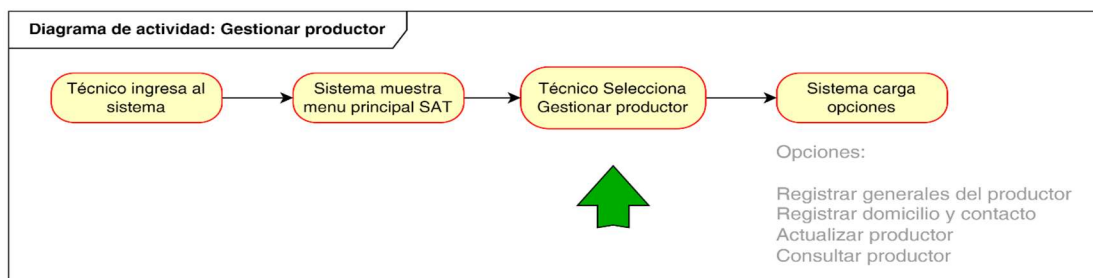 Diagrama de actividad: Gestionar productor
Técnico ingresa al
sistema
Sistema muestra
menu principal SAT
Técnico Selecciona
Gestionar productor
Sistema carga
opciones
Opciones:
Registrar generales del productor
Registrar domicilio y contacto
Actualizar productor
Consultar productor